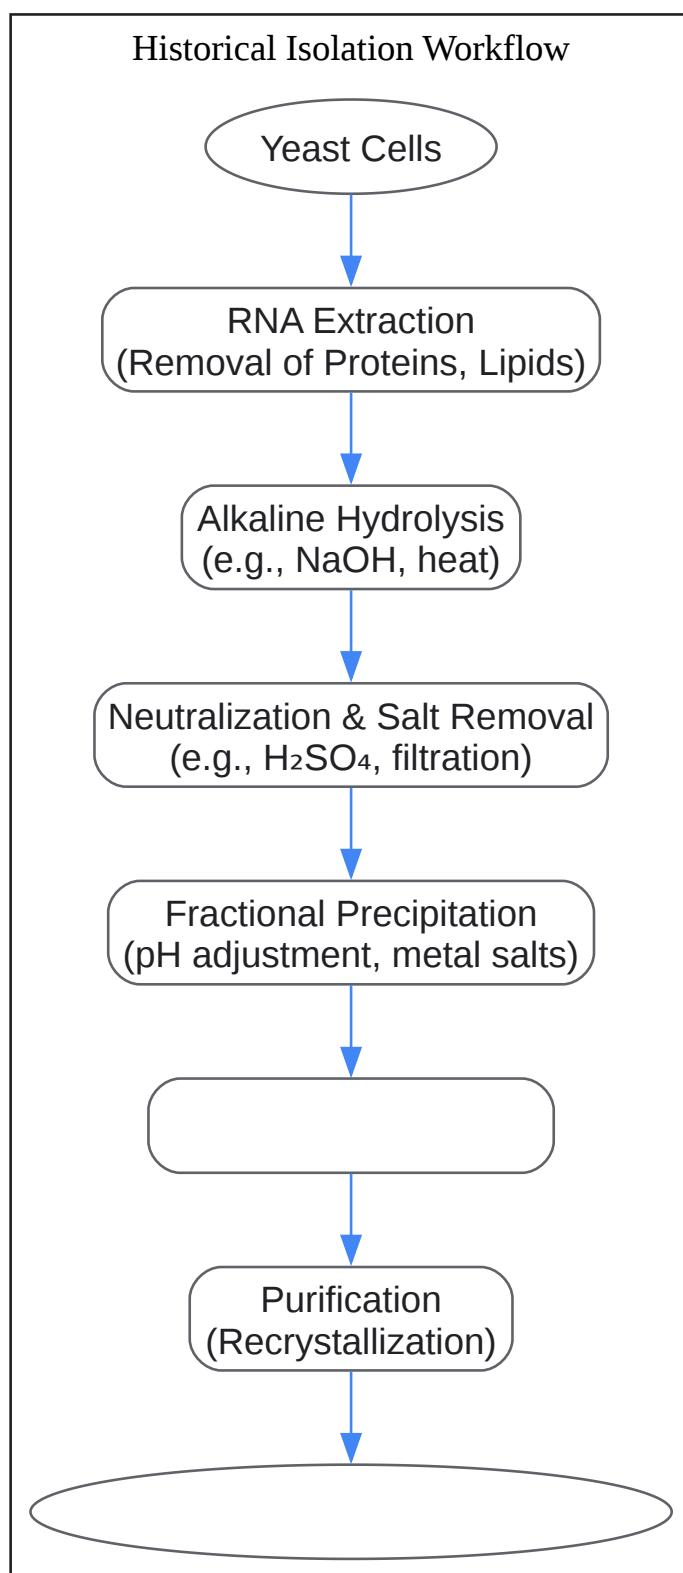 Historical Isolation Workflow
Yeast Cells
RNA Extraction
(Removal of Proteins, Lipids)
Alkaline Hydrolysis
(e.g., NaOH, heat)
Neutralization & Salt Removal
(e.g., H₂SO₄, filtration)
Fractional Precipitation
(pH adjustment, metal salts)
Purification
(Recrystallization)